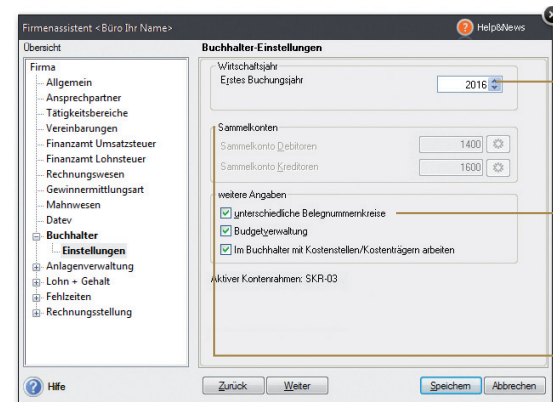 Firmenassistent <Büro Ihr Name>
Help&News
Übersicht
Firma
Allgemein
Ansprechpartner
Tätigkeitsbereiche
Vereinbarungen
Finanzamt Umsatzsteuer
Finanzamt Lohnsteuer
Rechnungswesen
Gewinnermittlungsart
Mahnwesen
Datev
Buchhalter
Einstellungen
Anlagenverwaltung
Lohn + Gehalt
Fehlzeiten
Rechnungsstellung
Buchhalter-Einstellungen
Wirtschaftsjahr
Erstes Buchungsjahr 2016
Sammelkonten
Sammelkonto Debitoren 1400
Sammelkonto Kreditoren 1600
weitere Angaben
unterschiedliche Belegnummernkreise
Budgetverwaltung
Im Buchhalter mit Kostenstellen/Kostenträgern arbeiten
Aktiver Kontenrahmen: SKR-03
Hilfe
Zurück Weiter Speichern Abbrechen